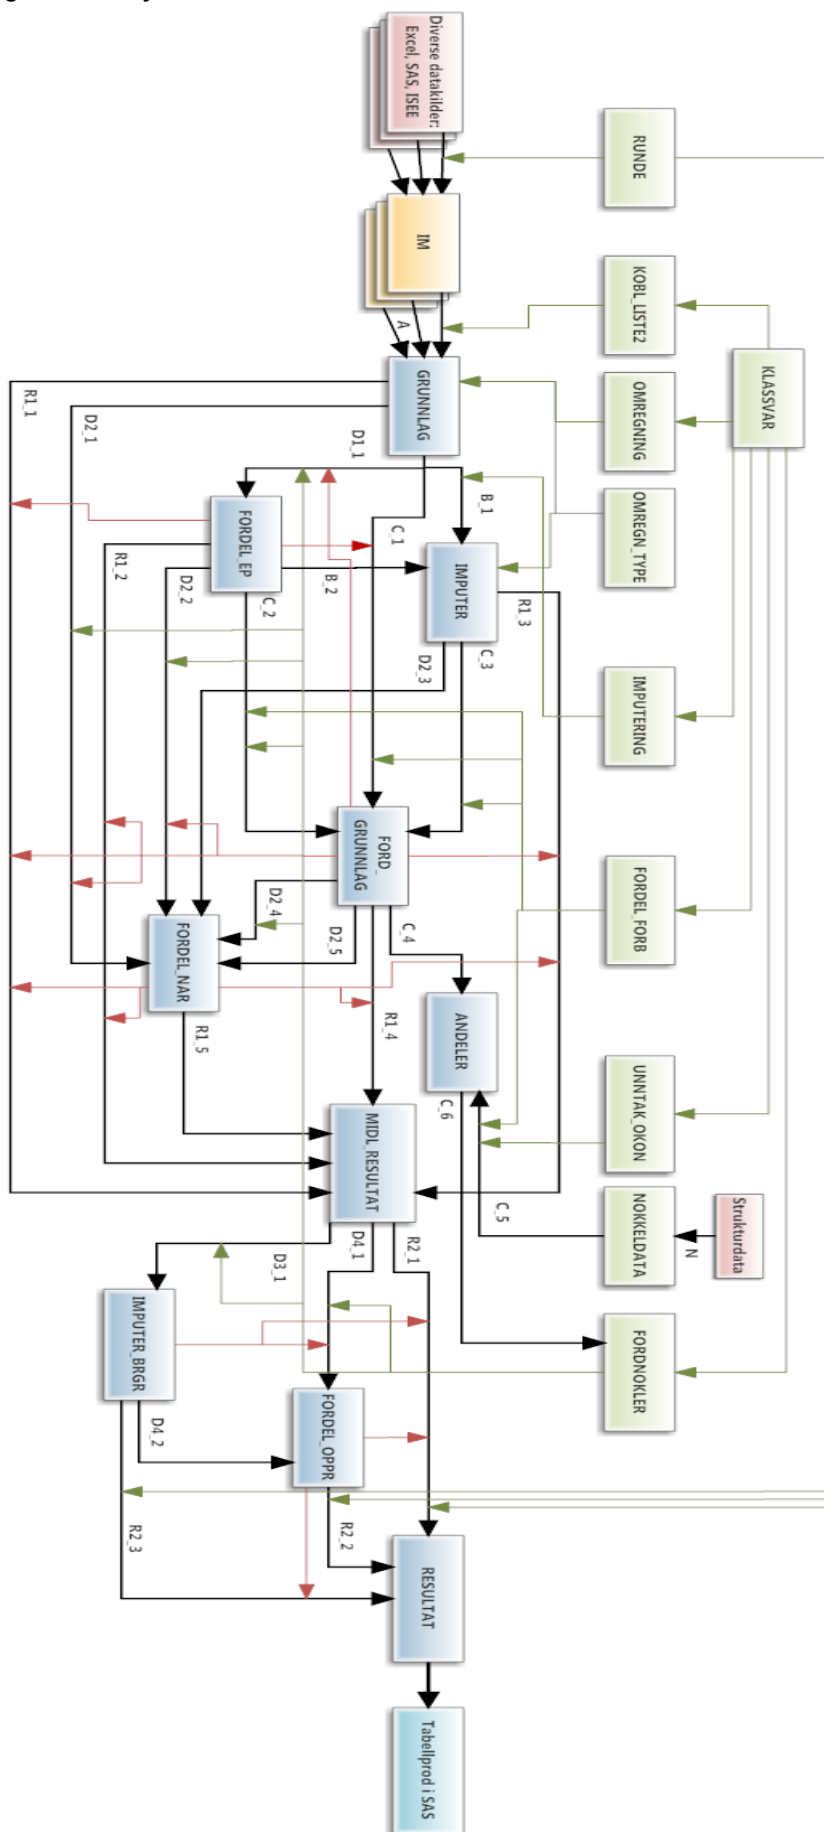 Diverse datakilder:
Excel, SAS, ISEE
RUNDE
IM
KOBL_LISTE2
A
KLASSVAR
GRUNNLAG
OMREGNING
R1_1
D2_1
D1_1
OMREGN_TYPE
B_1
C_1
FORDEL_EP
IMPUTER
B_2
R1_2
D2_2
C_2
R1_3
C_3
D2_3
IMPUTERING
FORD_
GRUNNLAG
FORDEL_FORB
D2_4
D2_5
C_4
FORDEL_NAR
R1_4
R1_5
ANDELER
C_6
UNNTAK_OKON
MIDL_RESULTAT
C_5
NOKKELDATA
N
Strukturdata
D3_1
D4_1
R2_1
IMPUTER_BRGR
FORDNOKLER
FORDEL_OPPR
D4_2
R2_3
R2_2
RESULTAT
Tabellprod i SAS